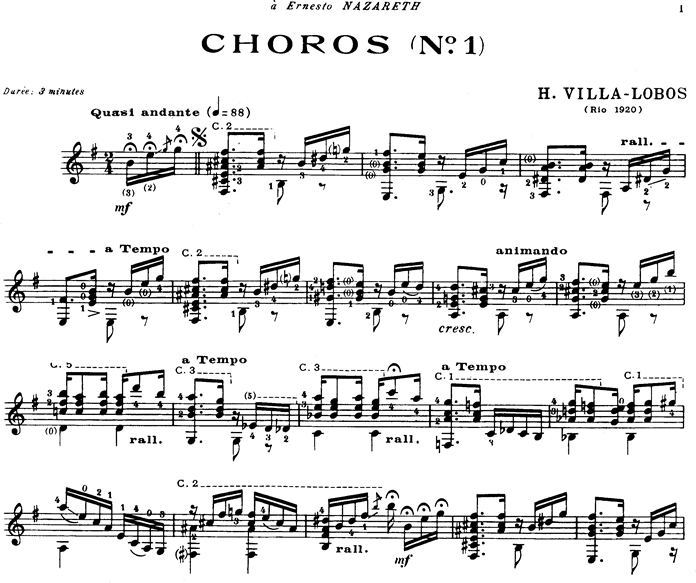 à Ernesto NAZARETH
1
CHOROS (Nº 1)
Durée: 3 minutes
H. VILLA-LOBOS
(Rio 1920)
Quasi andante (♩=88)
C. 2
rall. - -
mf
- - - a Tempo
C. 2
animando
cresc.
C. 5
a Tempo
C. 3
C. 3
a Tempo
C. 1
C. 1
rall.
rall.
C. 2
rall.
mf